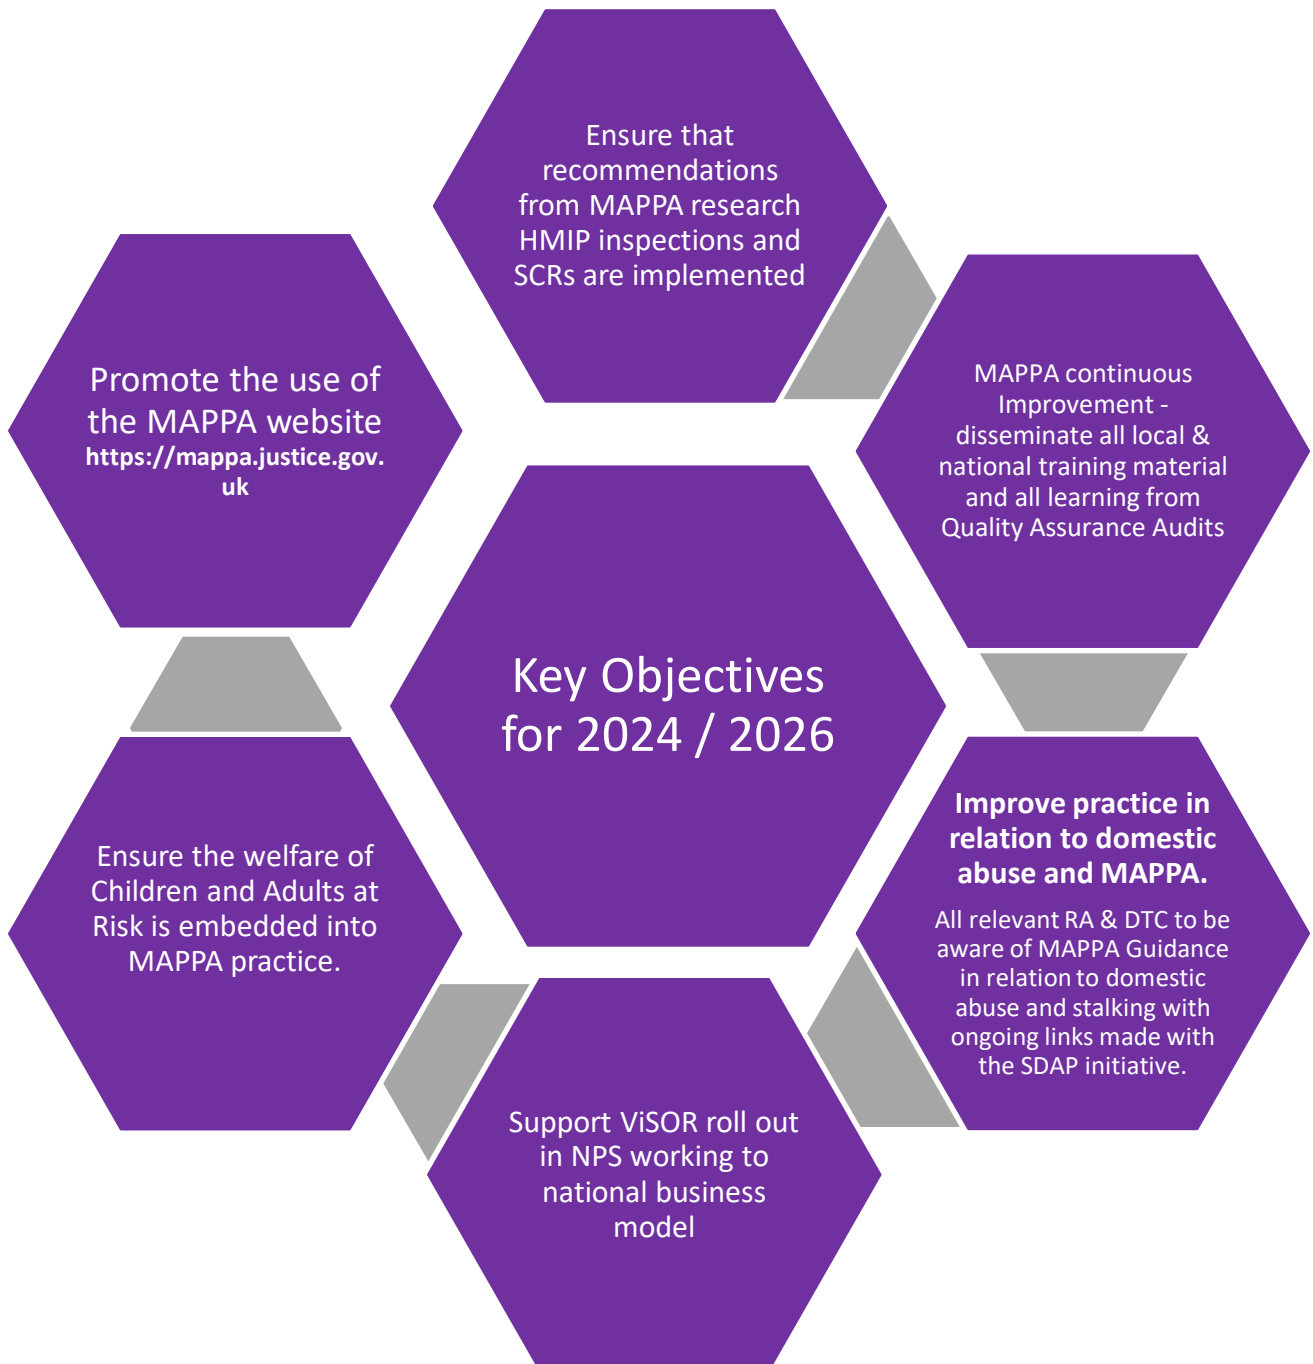 Ensure that
recommendations
from MAPPA research
HMIP inspections and
SCRs are implemented
MAPPA continuous
Improvement -
disseminate all local &
national training material
and all learning from
Quality Assurance Audits
Improve practice in
relation to domestic
abuse and MAPPA.
All relevant RA & DTC to be
aware of MAPPA Guidance
in relation to domestic
abuse and stalking with
ongoing links made with
the SDAP initiative.
Support ViSOR roll out
in NPS working to
national business
model
Ensure the welfare of
Children and Adults at
Risk is embedded into
MAPPA practice.
Promote the use of
the MAPPA website
https://mappa.justice.gov.
uk
Key Objectives
for 2024 / 2026